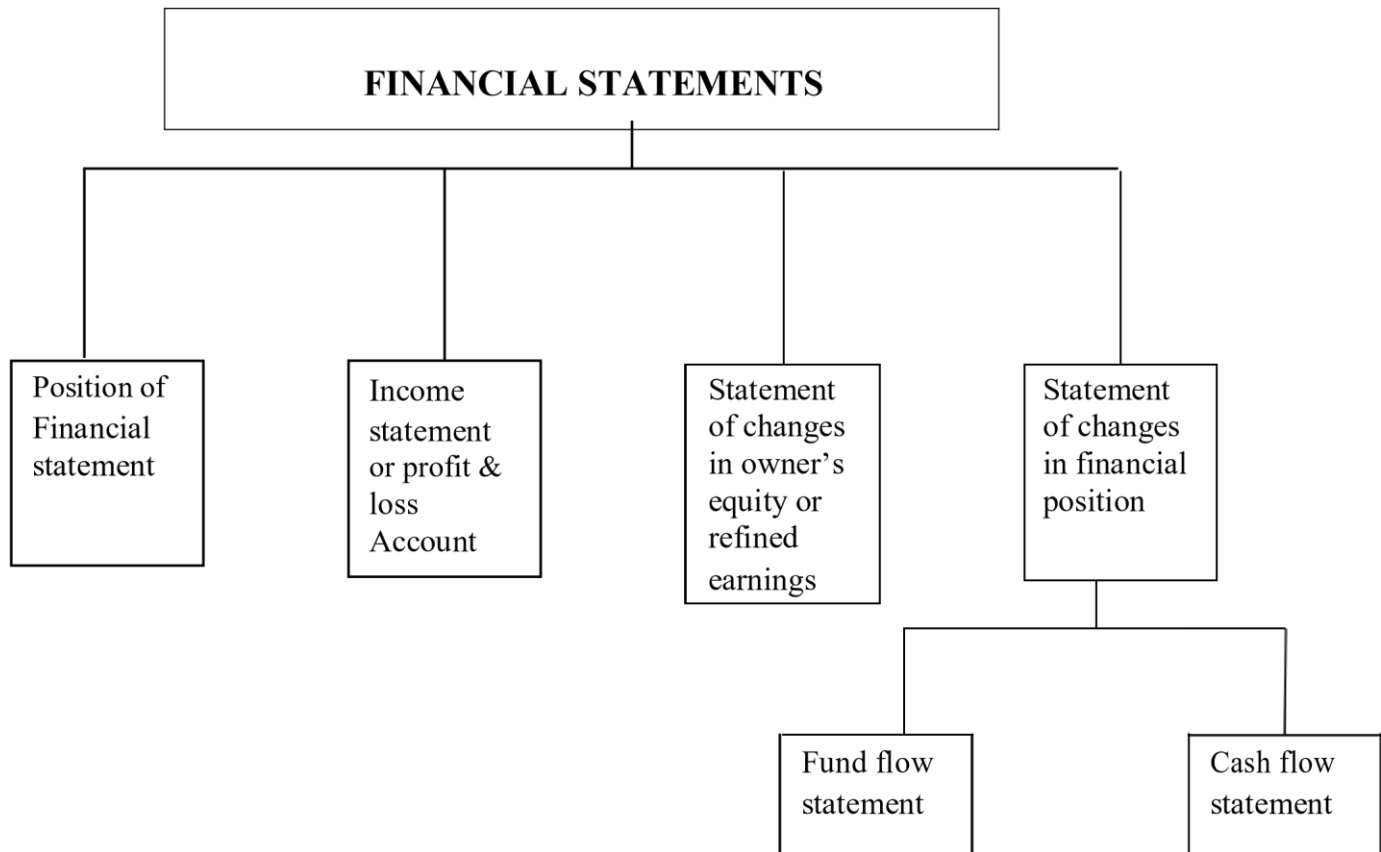 FINANCIAL STATEMENTS
Position of
Financial
statement
Income
statement
or profit &
loss
Account
Statement
of changes
in owner’s
equity or
refined
earnings
Statement
of changes
in financial
position
Fund flow
statement
Cash flow
statement